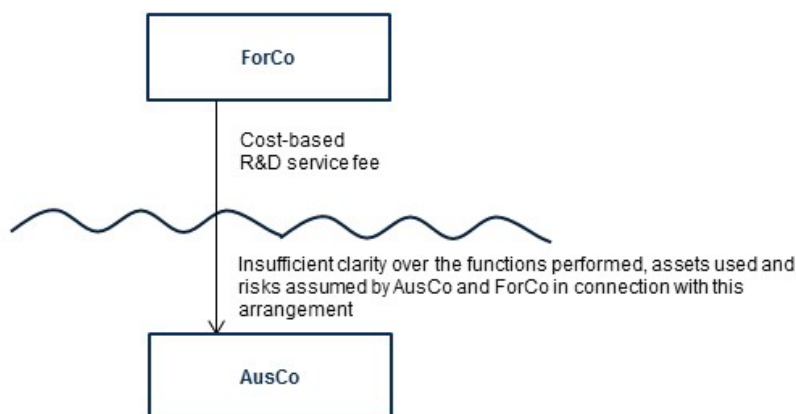 ForCo
Cost-based
R&D service fee
Insufficient clarity over the functions performed, assets used and
risks assumed by AusCo and ForCo in connection with this
arrangement
AusCo